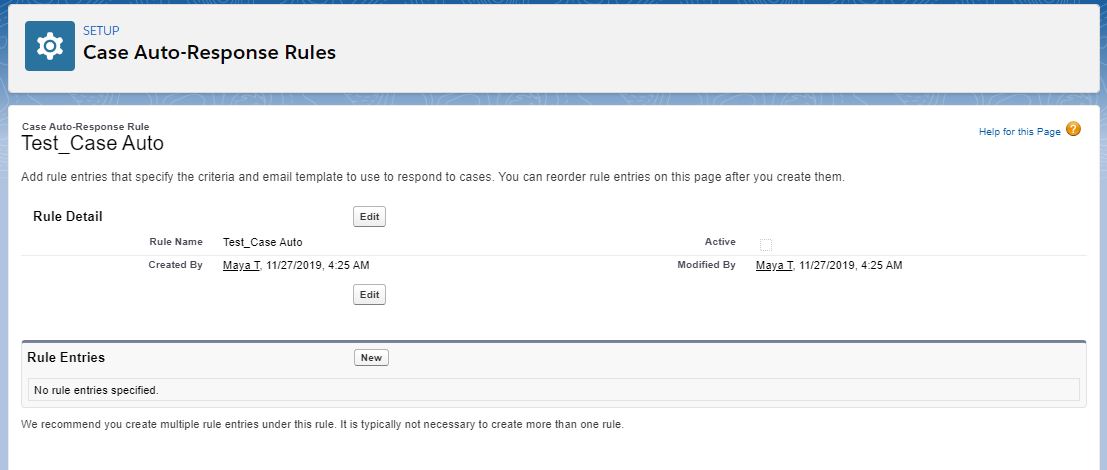 SETUP
Case Auto-Response Rules
Case Auto-Response Rule
Test_Case Auto
Help for this Page ?
Add rule entries that specify the criteria and email template to use to respond to cases. You can reorder rule entries on this page after you create them.
Rule Detail Edit
Rule Name Test_Case Auto Active
Created By Maya T, 11/27/2019, 4:25 AM Modified By Maya T, 11/27/2019, 4:25 AM
Edit
Rule Entries New
No rule entries specified.
We recommend you create multiple rule entries under this rule. It is typically not necessary to create more than one rule.